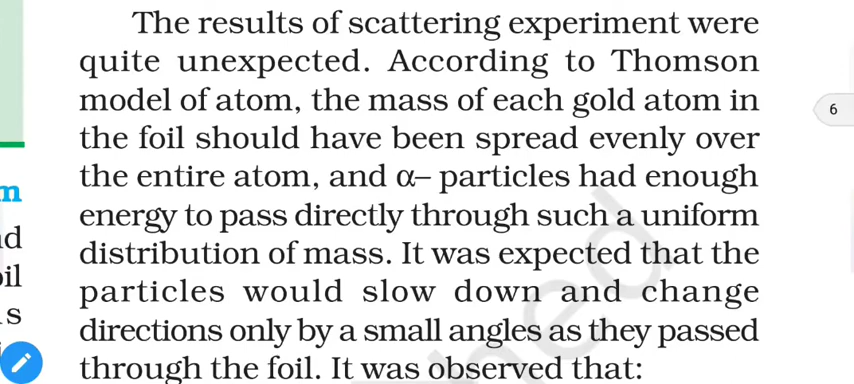 The results of scattering experiment were
quite unexpected. According to Thomson
model of atom, the mass of each gold atom in
the foil should have been spread evenly over
the entire atom, and α– particles had enough
energy to pass directly through such a uniform
distribution of mass. It was expected that the
particles would slow down and change
directions only by a small angles as they passed
through the foil. It was observed that:
6